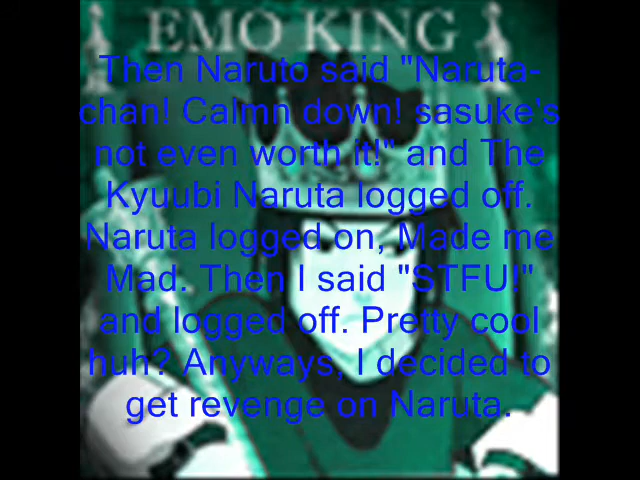 EMO KING
Then Naruto said "Naruta-
chan! Calmn down! sasuke's
not even worth it!" and The
Kyuubi Naruta logged off.
Naruta logged on, Made me
Mad. Then I said "STFU!"
and logged off. Pretty cool
huh? Anyways, I decided to
get revenge on Naruta.